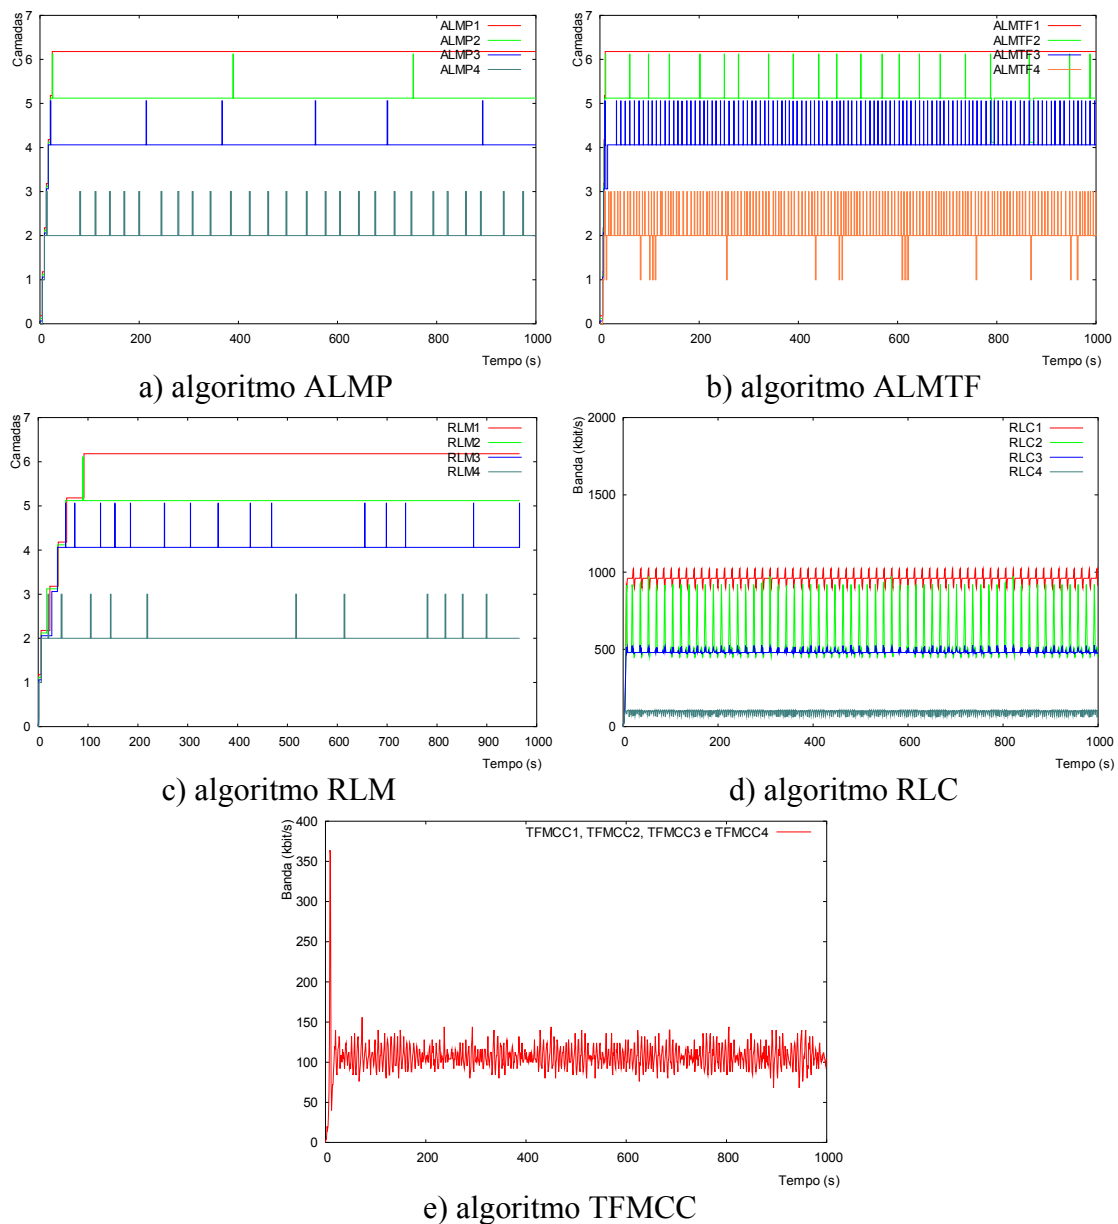 Camadas
7
6
5
4
3
2
1
0
0 200 400 600 800 1000
Tempo (s)
ALMP1
ALMP2
ALMP3
ALMP4
a) algoritmo ALMP
7
6
5
4
3
2
1
0
0 200 400 600 800 1000
Tempo (s)
ALMTF1
ALMTF2
ALMTF3
ALMTF4
b) algoritmo ALMTF
Camadas
7
6
5
4
3
2
1
0
0 100 200 300 400 500 600 700 800 900 1000
Tempo (s)
RLM1
RLM2
RLM3
RLM4
c) algoritmo RLM
Banda (kbit/s)
2000
1500
1000
500
0
0 200 400 600 800 1000
Tempo (s)
RLC1
RLC2
RLC3
RLC4
d) algoritmo RLC
Banda (kbit/s)
400
350
300
250
200
150
100
50
0
0 200 400 600 800 1000
Tempo (s)
TFMCC1, TFMCC2, TFMCC3 e TFMCC4
e) algoritmo TFMCC